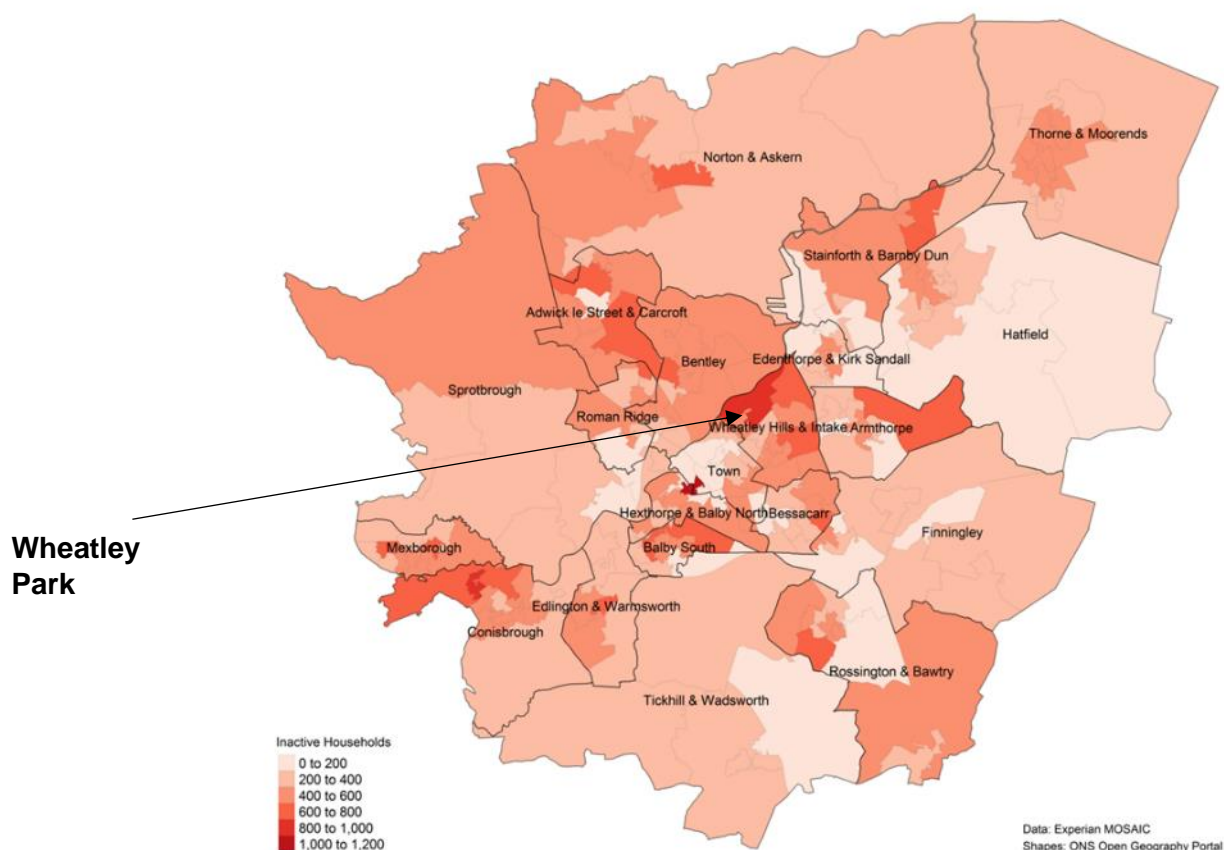 Thorne & Moorends
Norton & Askern
Stainforth & Barnby Dun
Adwick le Street & Carcroft
Hatfield
Bentley
Edenthorpe & Kirk Sandall
Sprotbrough
Roman Ridge
Wheatley Hills & Intake
Armthorpe
Town
Hexthorpe & Balby North
Bessacarr
Finningley
Wheatley
Park
Mexborough
Balby South
Edlington & Warmsworth
Conisbrough
Rossington & Bawtry
Tickhill & Wadsworth
Inactive Households
0 to 200
200 to 400
400 to 600
600 to 800
800 to 1,000
1,000 to 1,200
Data: Experian MOSAIC
Shapes: ONS Open Geography Portal